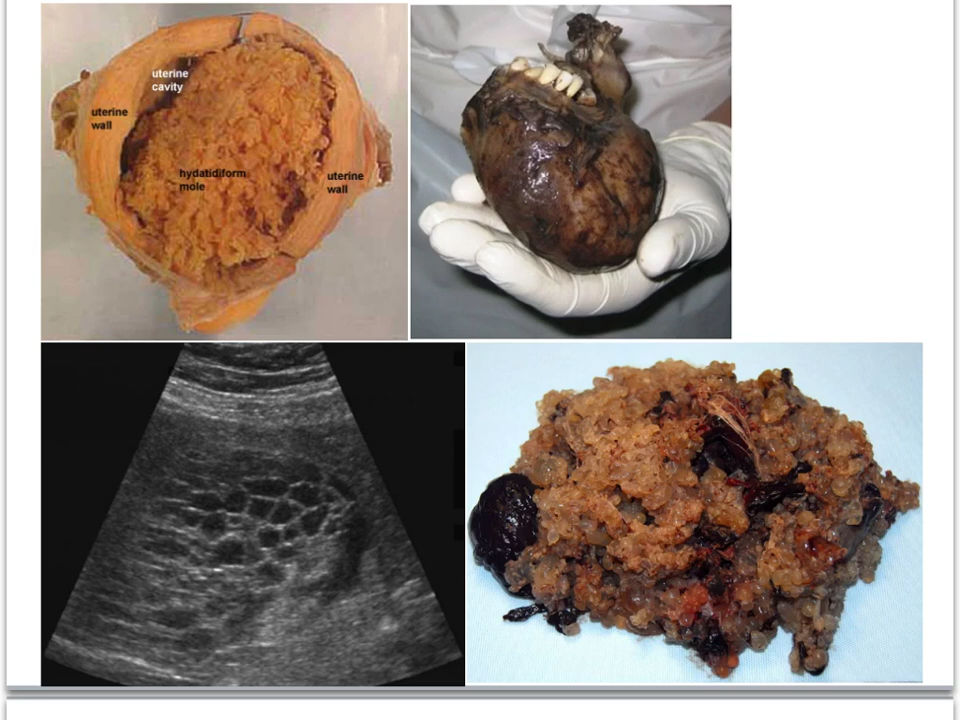 uterine
cavity
uterine
wall
hydatidiform
mole
uterine
wall